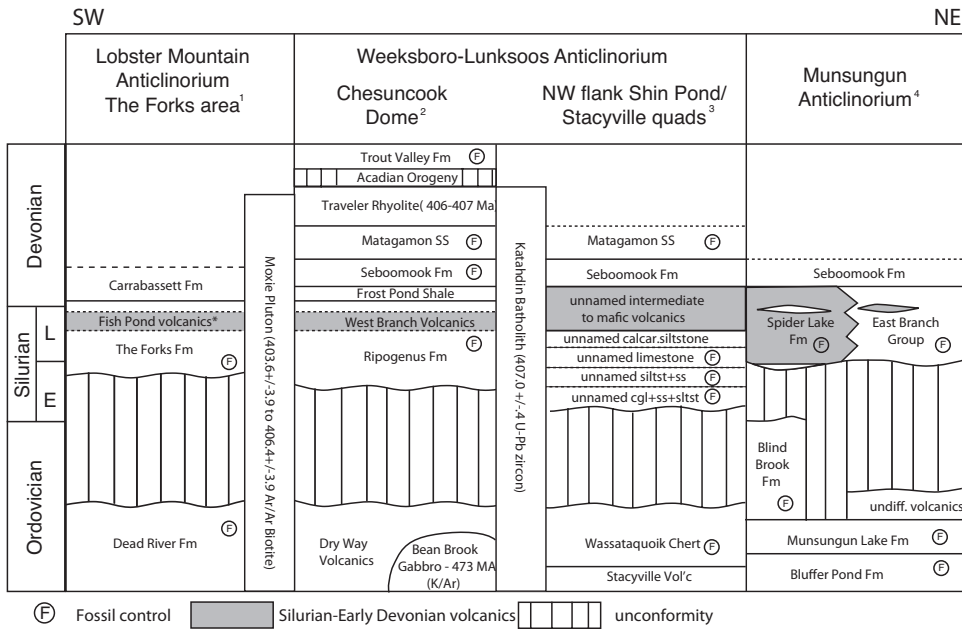 SW
NE
Lobster Mountain
Anticlinorium
The Forks area1
Weeksboro-Lunksoos Anticlinorium
Chesuncook
Dome2
NW flank Shin Pond/
Stacyville quads3
Munsungun
Anticlinorium4
Devonian
Silurian
L
E
Ordovician
Carrabassett Fm
Fish Pond volcanics*
The Forks Fm
F
Dead River Fm
F
Moxie Pluton (403.6+/-3.9 to 406.4+/-3.9 Ar/Ar Biotite)
Trout Valley Fm F
Acadian Orogeny
Traveler Rhyolite( 406-407 Ma
Matagamon SS F
Seboomook Fm F
Frost Pond Shale
West Branch Volcanics
Ripogenus Fm
F
Dry Way
Volcanics
Bean Brook
Gabbro - 473 MA
(K/Ar)
Katahdin Batholith (407.0 +/-.4 U-Pb zircon)
Matagamon SS F
Seboomook Fm
unnamed intermediate
to mafic volcanics
unnamed calcar.siltstone
unnamed limestone F
unnamed siltst+ss F
unnamed cgl+ss+sltst F
Wassataquoik Chert F
Stacyville Vol'c
Seboomook Fm
Spider Lake
Fm F
East Branch
Group F
Blind
Brook
Fm
F
undiff. volcanics
Munsungun Lake Fm F
Bluffer Pond Fm F
F Fossil control
Silurian-Early Devonian volcanics
unconformity